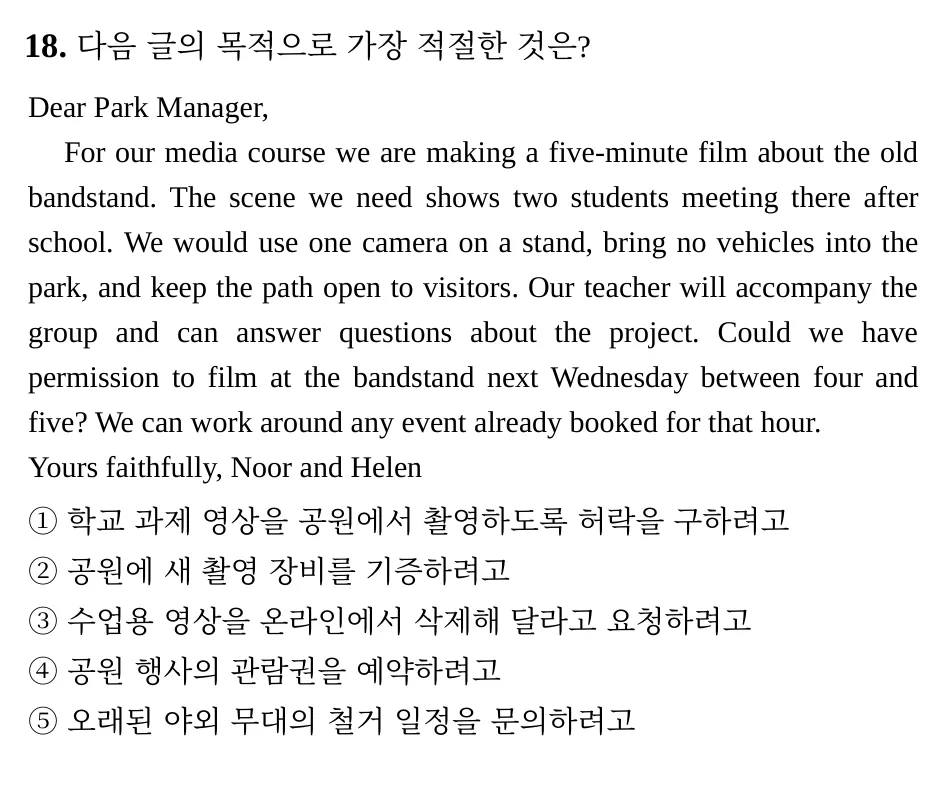 18. 다음 글의 목적으로 가장 적절한 것은?
Dear Park Manager,
For our media course we are making a five-minute film about the old
bandstand. The scene we need shows two students meeting there after
school. We would use one camera on a stand, bring no vehicles into the
park, and keep the path open to visitors. Our teacher will accompany the
group and can answer questions about the project. Could we have
permission to film at the bandstand next Wednesday between four and
five? We can work around any event already booked for that hour.
Yours faithfully, Noor and Helen
① 학교 과제 영상을 공원에서 촬영하도록 허락을 구하려고
② 공원에 새 촬영 장비를 기증하려고
③ 수업용 영상을 온라인에서 삭제해 달라고 요청하려고
④ 공원 행사의 관람권을 예약하려고
⑤ 오래된 야외 무대의 철거 일정을 문의하려고